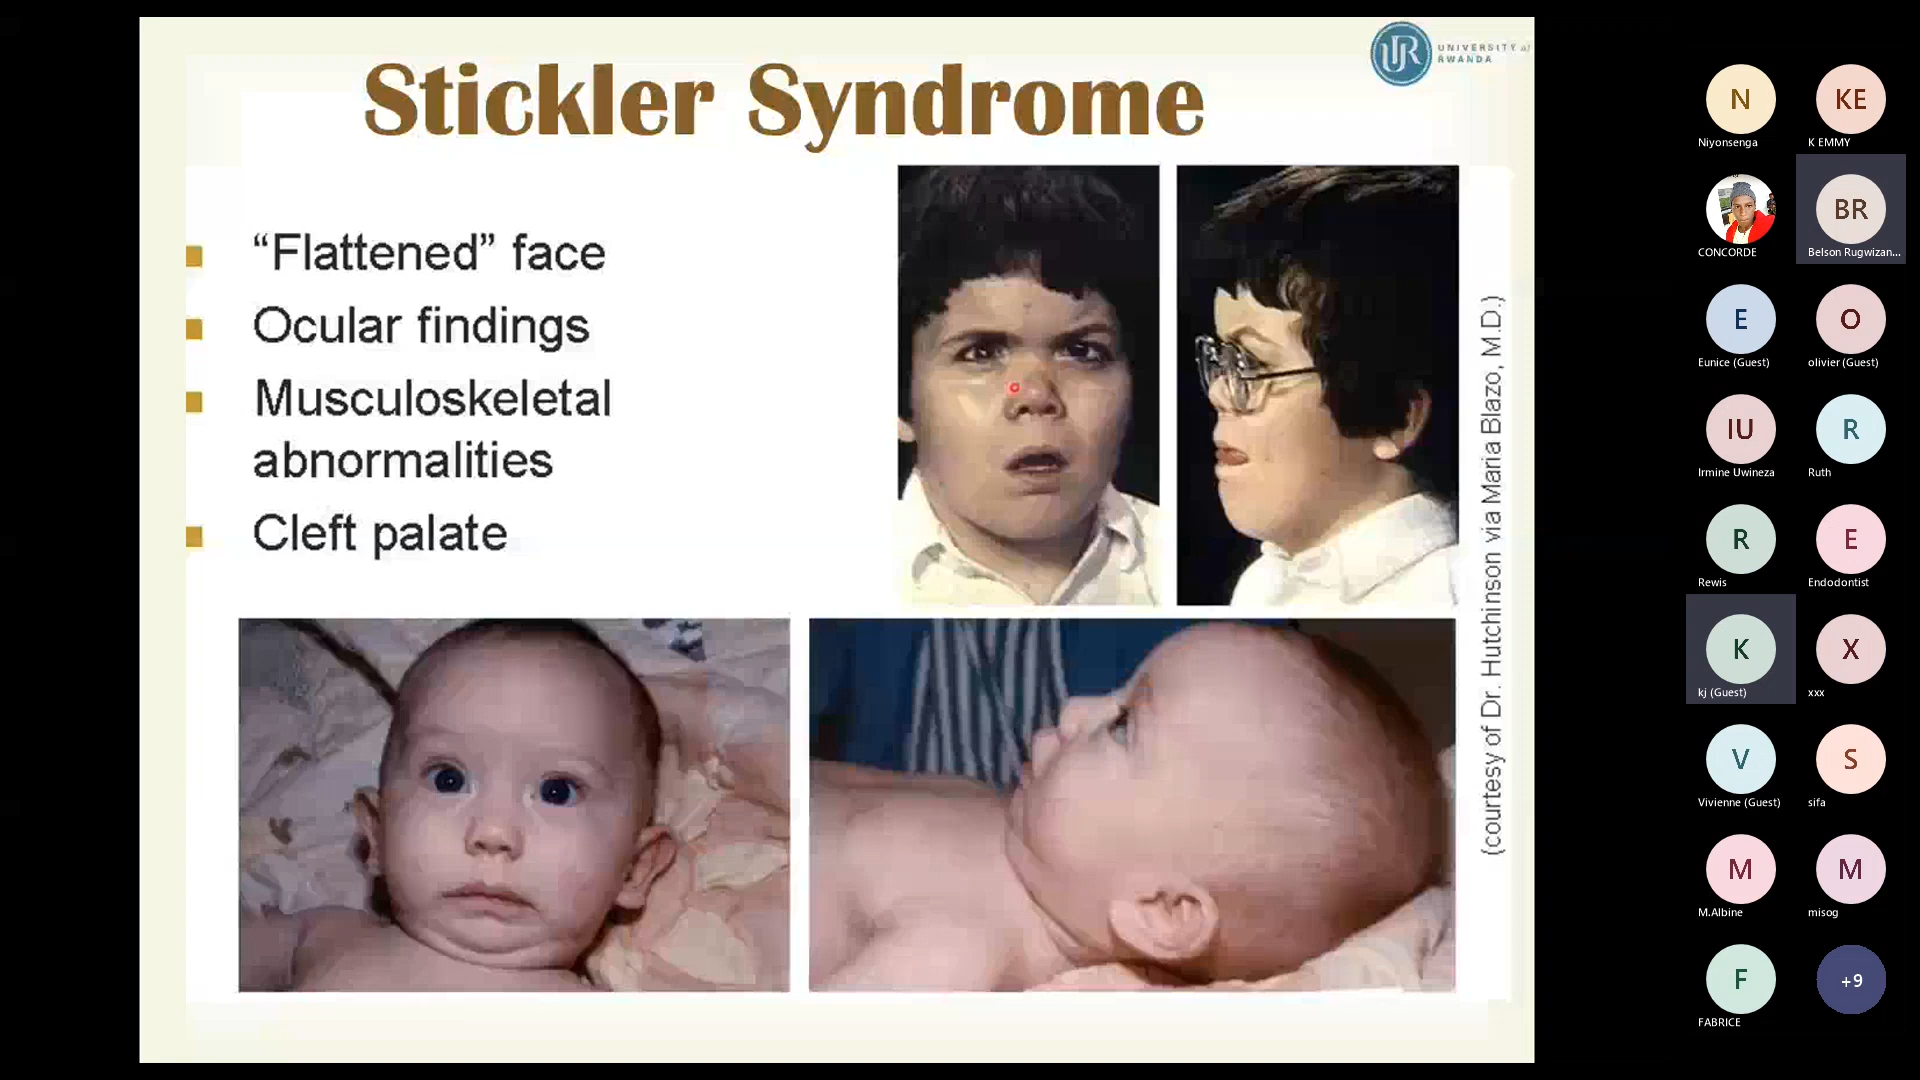 UNIVERSITY of
RWANDA
Stickler Syndrome
“Flattened” face
Ocular findings
Musculoskeletal
abnormalities
Cleft palate
(courtesy of Dr. Hutchinson via Maria Blazo, M.D.)
N
Niyonsenga
KE
K EMMY
CONCORDE
BR
Belson Rugwizan...
E
Eunice (Guest)
O
olivier (Guest)
IU
Irmine Uwineza
R
Ruth
R
Rewis
E
Endodontist
K
kj (Guest)
X
xxx
V
Vivienne (Guest)
S
sifa
M
M.Albine
M
misog
F
FABRICE
+9